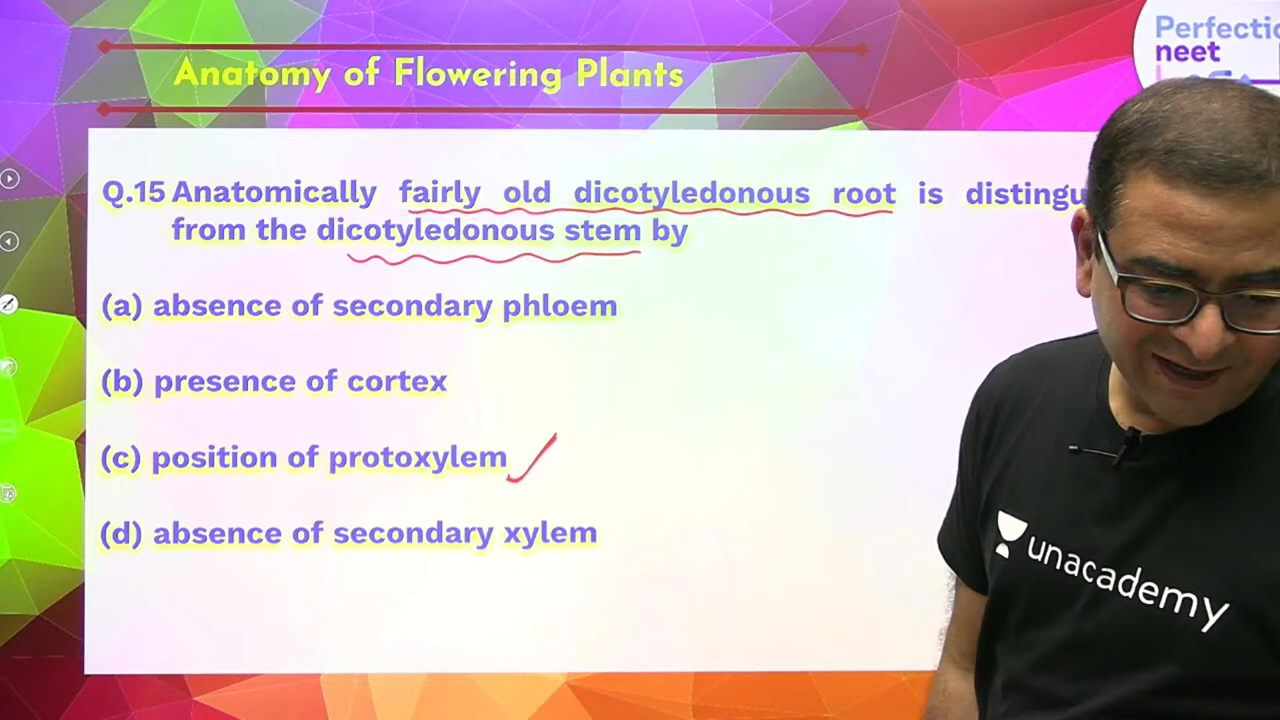 Perfectio
neet
Anatomy of Flowering Plants
Q.15 Anatomically fairly old dicotyledonous root is distingu
from the dicotyledonous stem by
(a) absence of secondary phloem
(b) presence of cortex
(c) position of protoxylem
(d) absence of secondary xylem
unacademy